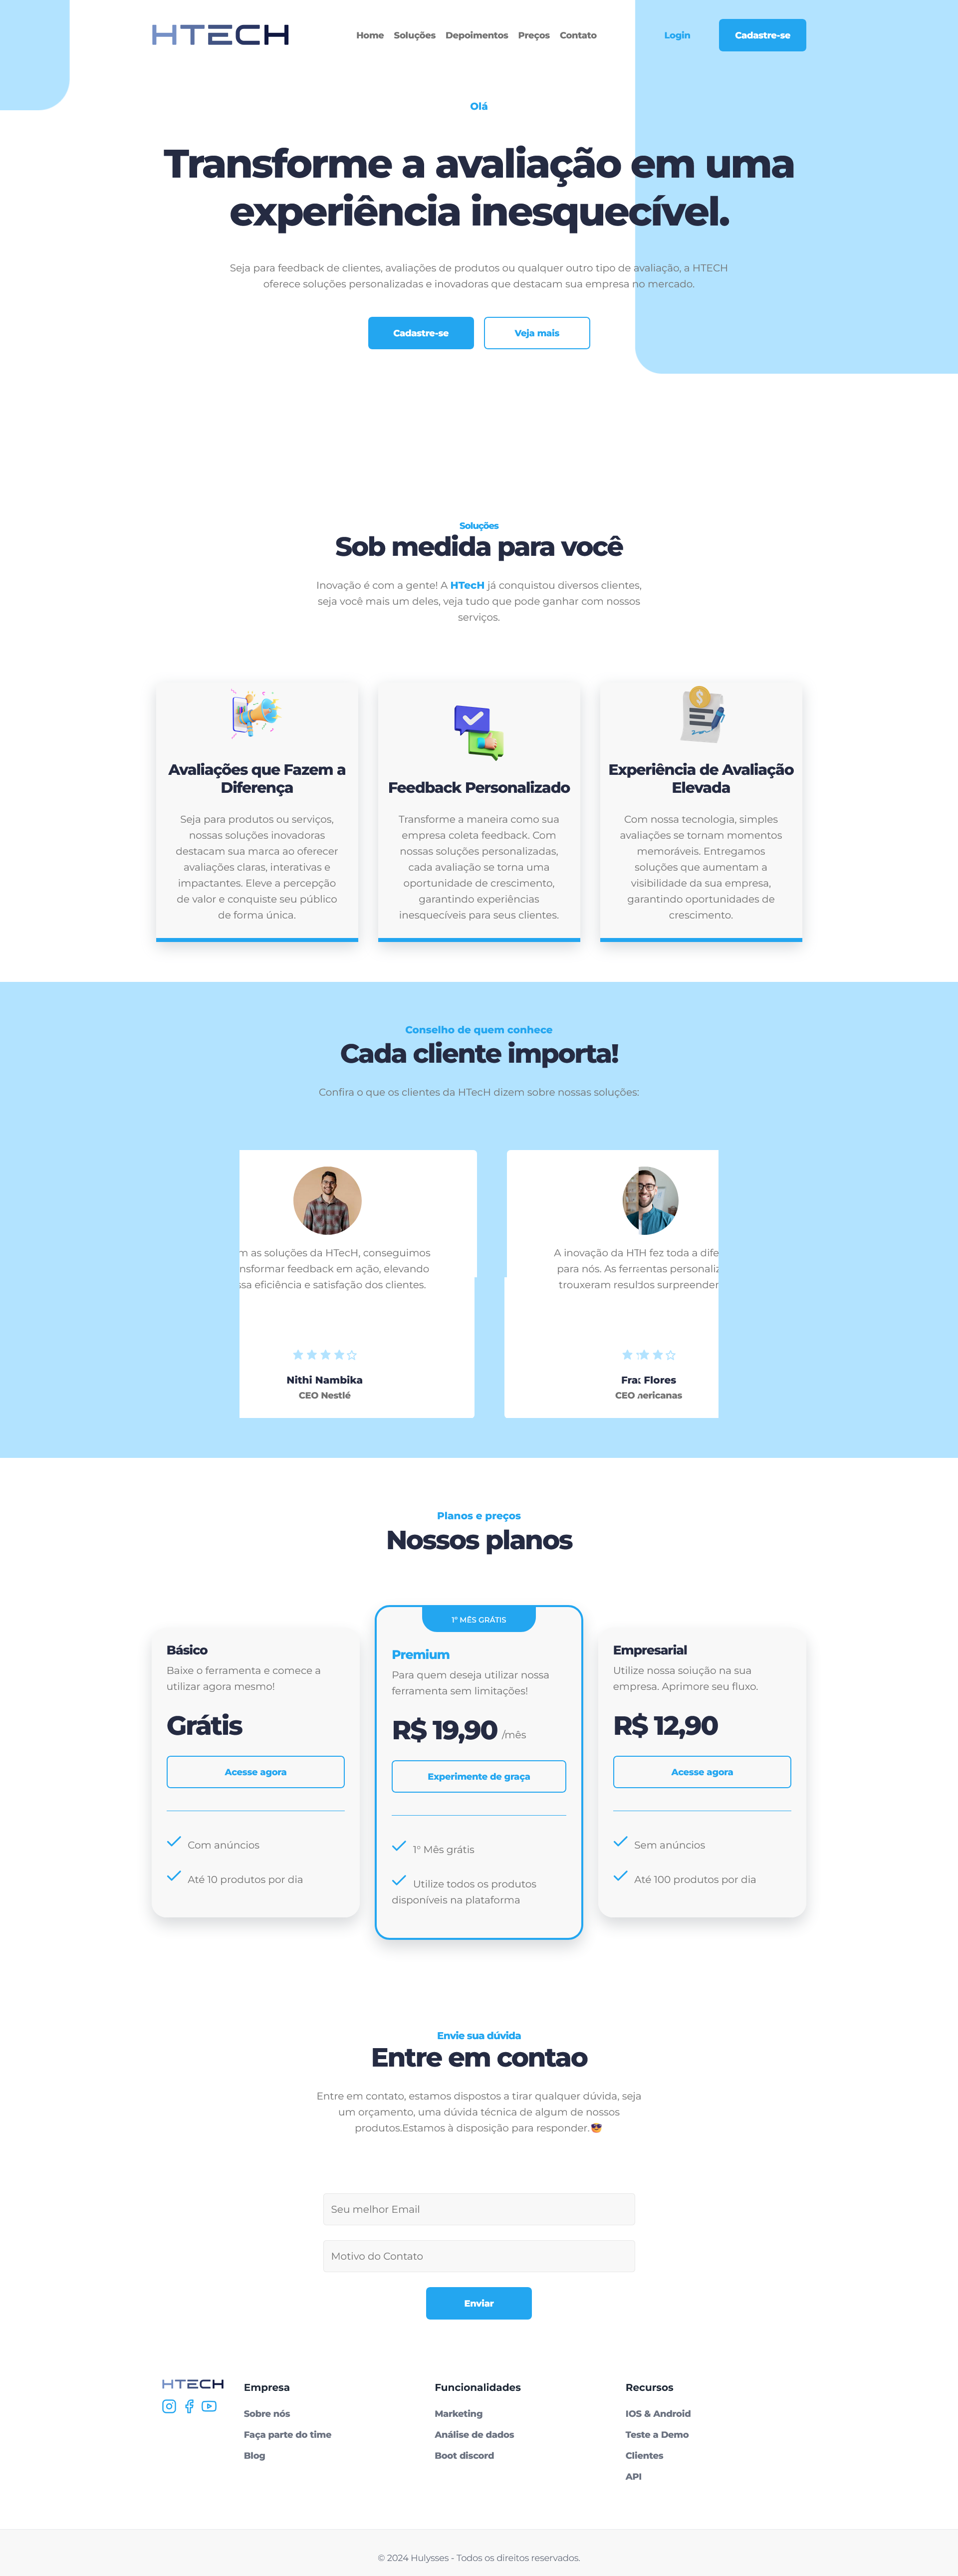 HTECH
Home Soluções Depoimentos Preços Contato
Login
Cadastre-se
Olá
Transforme a avaliação em uma
experiência inesquecível.
Seja para feedback de clientes, avaliações de produtos ou qualquer outro tipo de avaliação, a HTECH
oferece soluções personalizadas e inovadoras que destacam sua empresa no mercado.
Cadastre-se
Veja mais
Soluções
Sob medida para você
Inovação é com a gente! A HTecH já conquistou diversos clientes,
seja você mais um deles, veja tudo que pode ganhar com nossos
serviços.
Avaliações que Fazem a
Diferença
Seja para produtos ou serviços,
nossas soluções inovadoras
destacam sua marca ao oferecer
avaliações claras, interativas e
impactantes. Eleve a percepção
de valor e conquiste seu público
de forma única.
Feedback Personalizado
Transforme a maneira como sua
empresa coleta feedback. Com
nossas soluções personalizadas,
cada avaliação se torna uma
oportunidade de crescimento,
garantindo experiências
inesquecíveis para seus clientes.
Experiência de Avaliação
Elevada
Com nossa tecnologia, simples
avaliações se tornam momentos
memoráveis. Entregamos
soluções que aumentam a
visibilidade da sua empresa,
garantindo oportunidades de
crescimento.
Conselho de quem conhece
Cada cliente importa!
Confira o que os clientes da HTecH dizem sobre nossas soluções:
m as soluções da HTecH, conseguimos
nsformar feedback em ação, elevando
sa eficiência e satisfação dos clientes.
Nithi Nambika
CEO Nestlé
A inovação da HTH fez toda a dife
para nós. As ferrentas personaliz
trouxeram resuldos surpreender
Fra Flores
CEO nericanas
Planos e preços
Nossos planos
Básico
Baixe o ferramenta e comece a
utilizar agora mesmo!
Grátis
Acesse agora
Com anúncios
Até 10 produtos por dia
1º MÊS GRÁTIS
Premium
Para quem deseja utilizar nossa
ferramenta sem limitações!
R$ 19,90 /mês
Experimente de graça
1° Mês grátis
Utilize todos os produtos
disponíveis na plataforma
Empresarial
Utilize nossa soiução na sua
empresa. Aprimore seu fluxo.
R$ 12,90
Acesse agora
Sem anúncios
Até 100 produtos por dia
Envie sua dúvida
Entre em contao
Entre em contato, estamos dispostos a tirar qualquer dúvida, seja
um orçamento, uma dúvida técnica de algum de nossos
produtos.Estamos à disposição para responder.😎
Seu melhor Email
Motivo do Contato
Enviar
HTECH
Empresa
Sobre nós
Faça parte do time
Blog
Funcionalidades
Marketing
Análise de dados
Boot discord
Recursos
IOS & Android
Teste a Demo
Clientes
API
© 2024 Hulysses - Todos os direitos reservados.